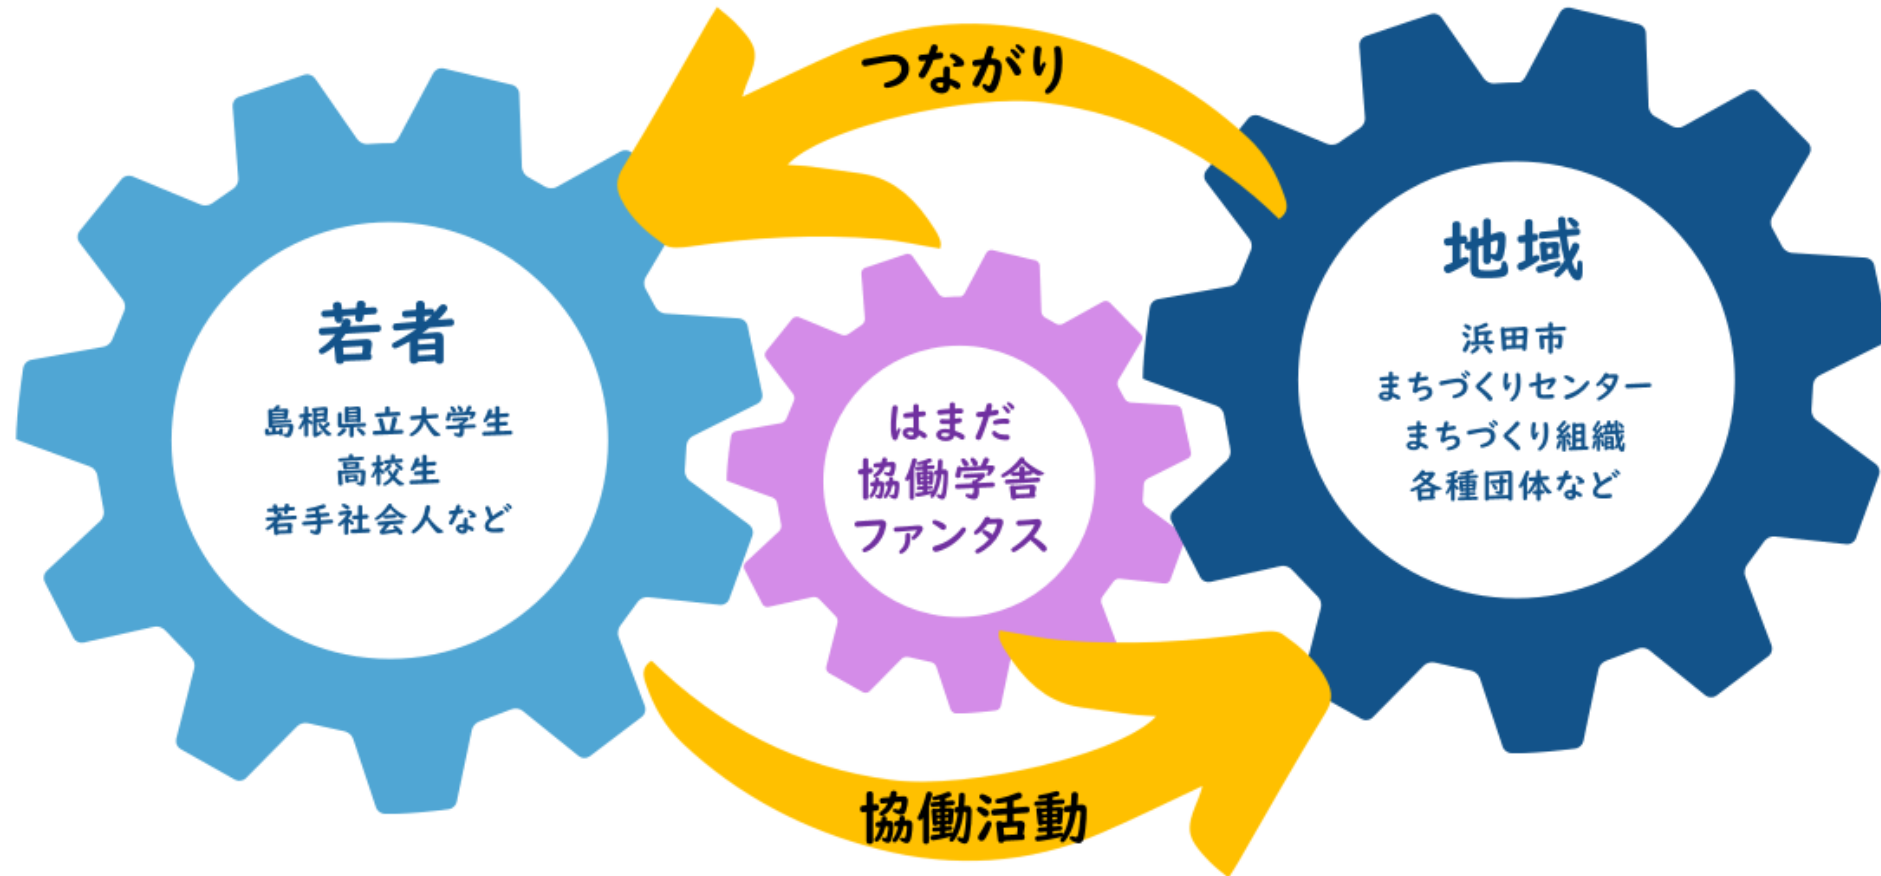 つながり
若者
島根県立大学生
高校生
若手社会人など
はまだ
協働学舎
ファンタス
地域
浜田市
まちづくりセンター
まちづくり組織
各種団体など
協働活動